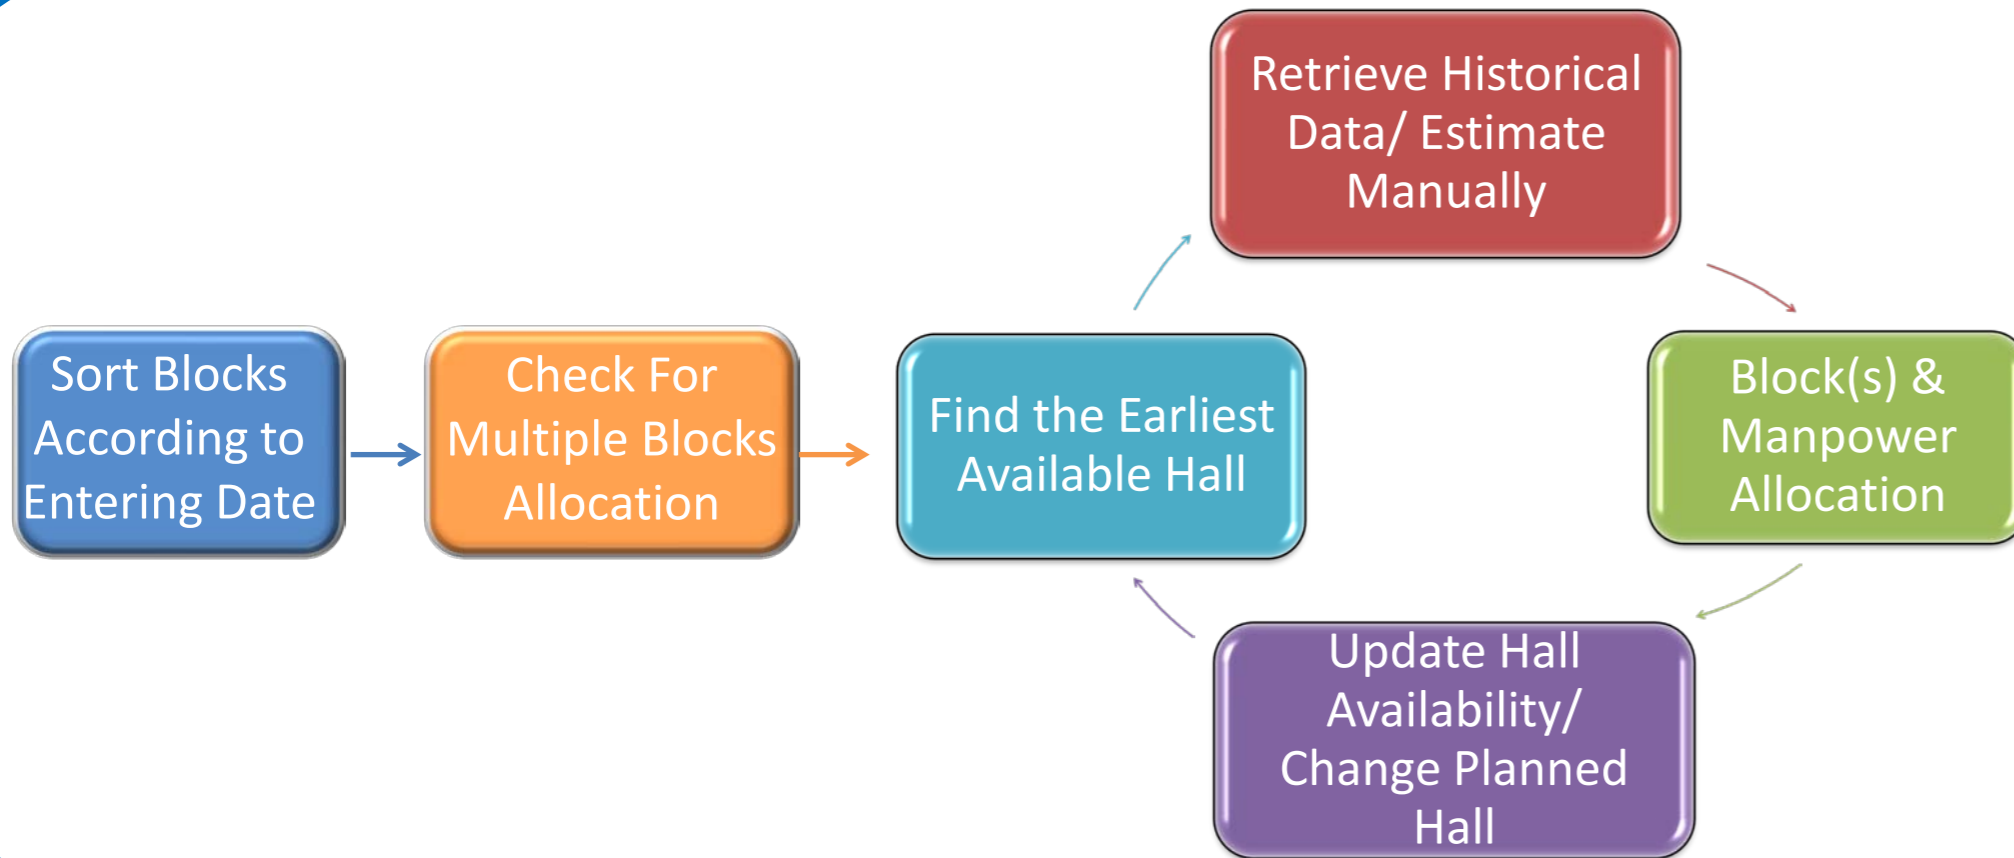 Sort Blocks
According to
Entering Date
Check For
Multiple Blocks
Allocation
Find the Earliest
Available Hall
Retrieve Historical
Data/ Estimate
Manually
Block(s) &
Manpower
Allocation
Update Hall
Availability/
Change Planned
Hall